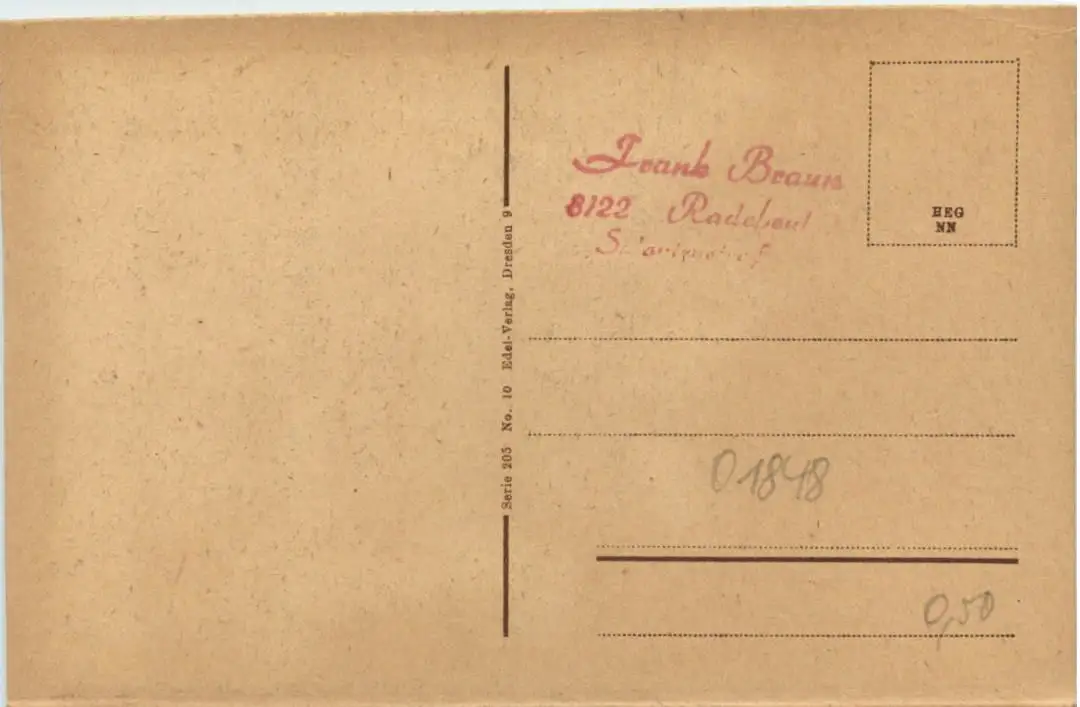 Serie 205 No. 10 Edel-Verlag, Dresden 9
Frank Braun
8122 Radebeul
HEG
NN
01848
0,50